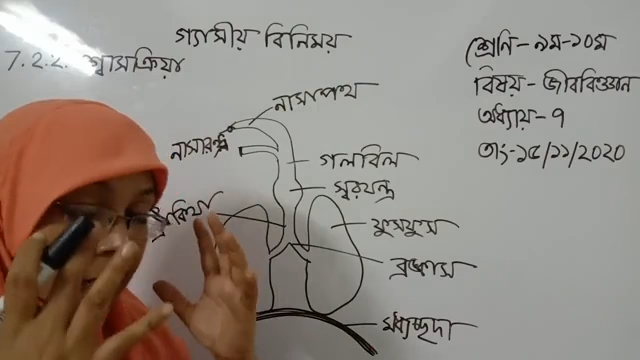 গ্যাসীয় বিনিময়
7.2.2. শ্বাসক্রিয়া
শ্রেনি - ৯ম-১০ম
বিষয় - জীববিজ্ঞান
অধ্যায় - ৭
তাং - ১৫/১১/2020
নাসাপথ
নাসারন্ধ্র
গলবিল
স্বরযন্ত্র
ফুসফুস
ব্রঙ্কাস
মধ্যচ্ছদা